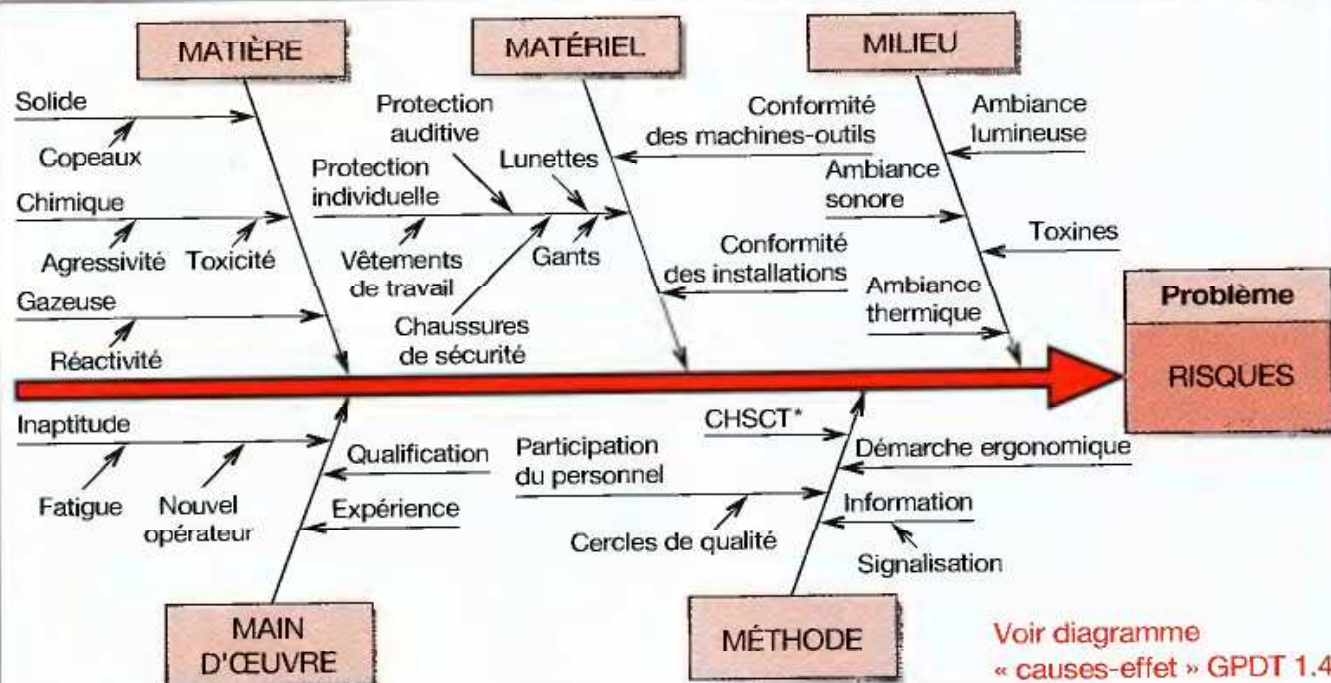 MATIÈRE
MATÉRIEL
MILIEU
Solide
Copeaux
Chimique
Agressivité
Toxicité
Gazeuse
Réactivité
Protection
auditive
Lunettes
Protection
individuelle
Vêtements
de travail
Chaussures
de sécurité
Gants
Conformité
des machines-outils
Conformité
des installations
Ambiance
lumineuse
Ambiance
sonore
Toxines
Ambiance
thermique
Problème
RISQUES
Inaptitude
Fatigue
Nouvel
opérateur
Qualification
Expérience
CHSCT*
Participation
du personnel
Cercles de qualité
Démarche ergonomique
Information
Signalisation
MAIN
D'ŒUVRE
MÉTHODE
Voir diagramme
« causes-effet » GPDT 1.4